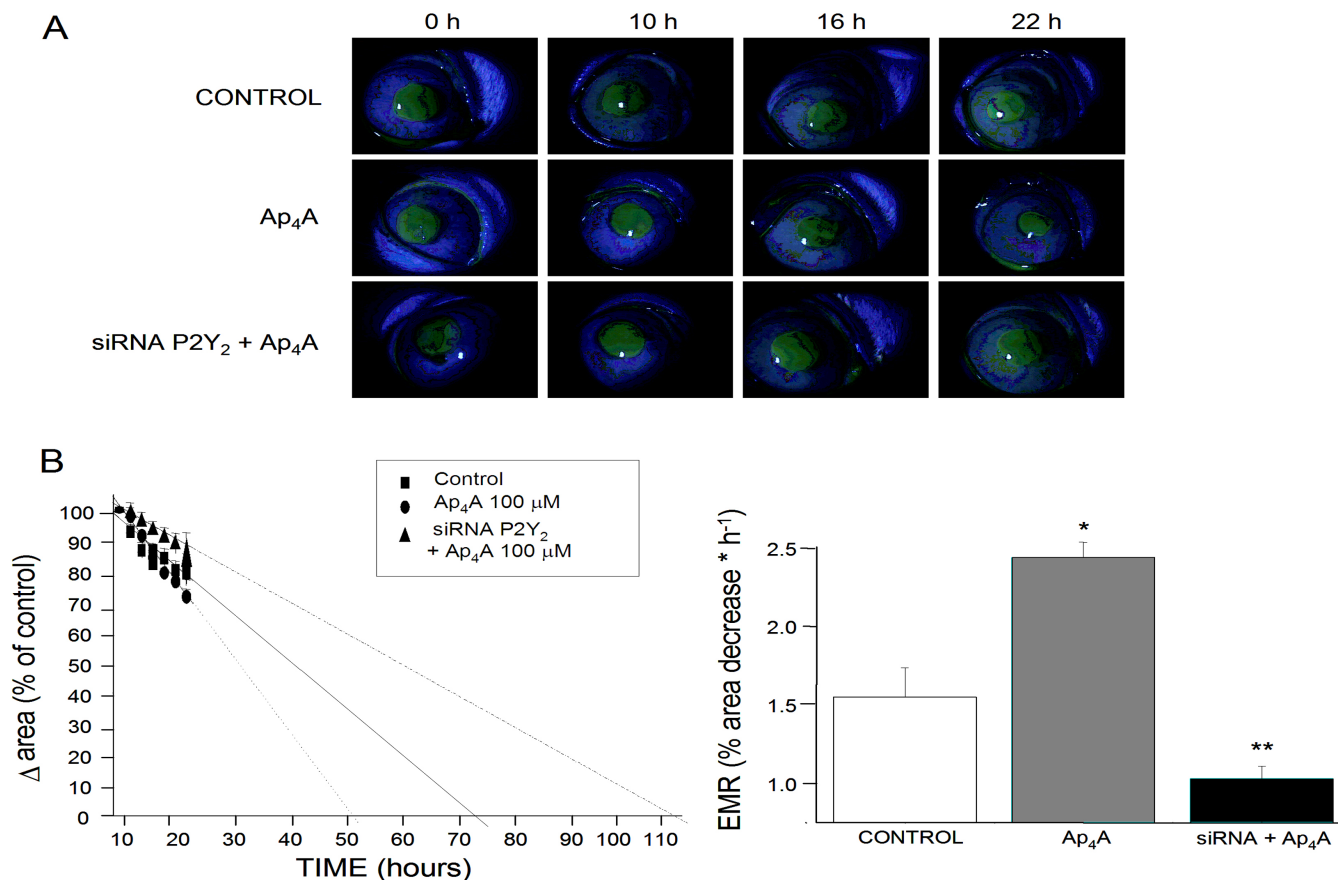 A
0 h 10 h 16 h 22 h
CONTROL
Ap₄A
siRNA P2Y₂ + Ap₄A
B
Control
Ap₄A 100 μM
siRNA P2Y₂
+ Ap₄A 100 μM
Δ area (% of control)
100
90
80
70
60
50
40
30
20
10
0
10 20 30 40 50 60 70 80 90 100 110
TIME (hours)
EMR (% area decrease * h⁻¹)
2.5
2.0
1.5
1.0
*
**
CONTROL Ap₄A siRNA + Ap₄A